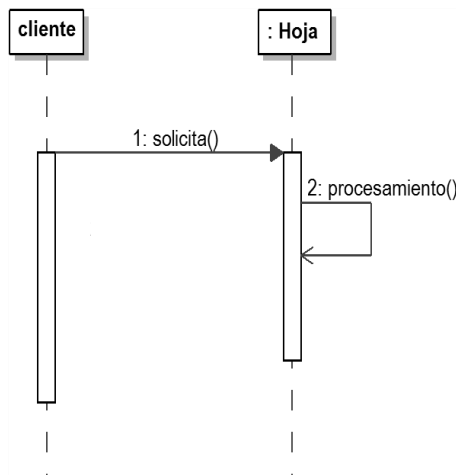 cliente
: Hoja
1: solicita()
2: procesamiento()